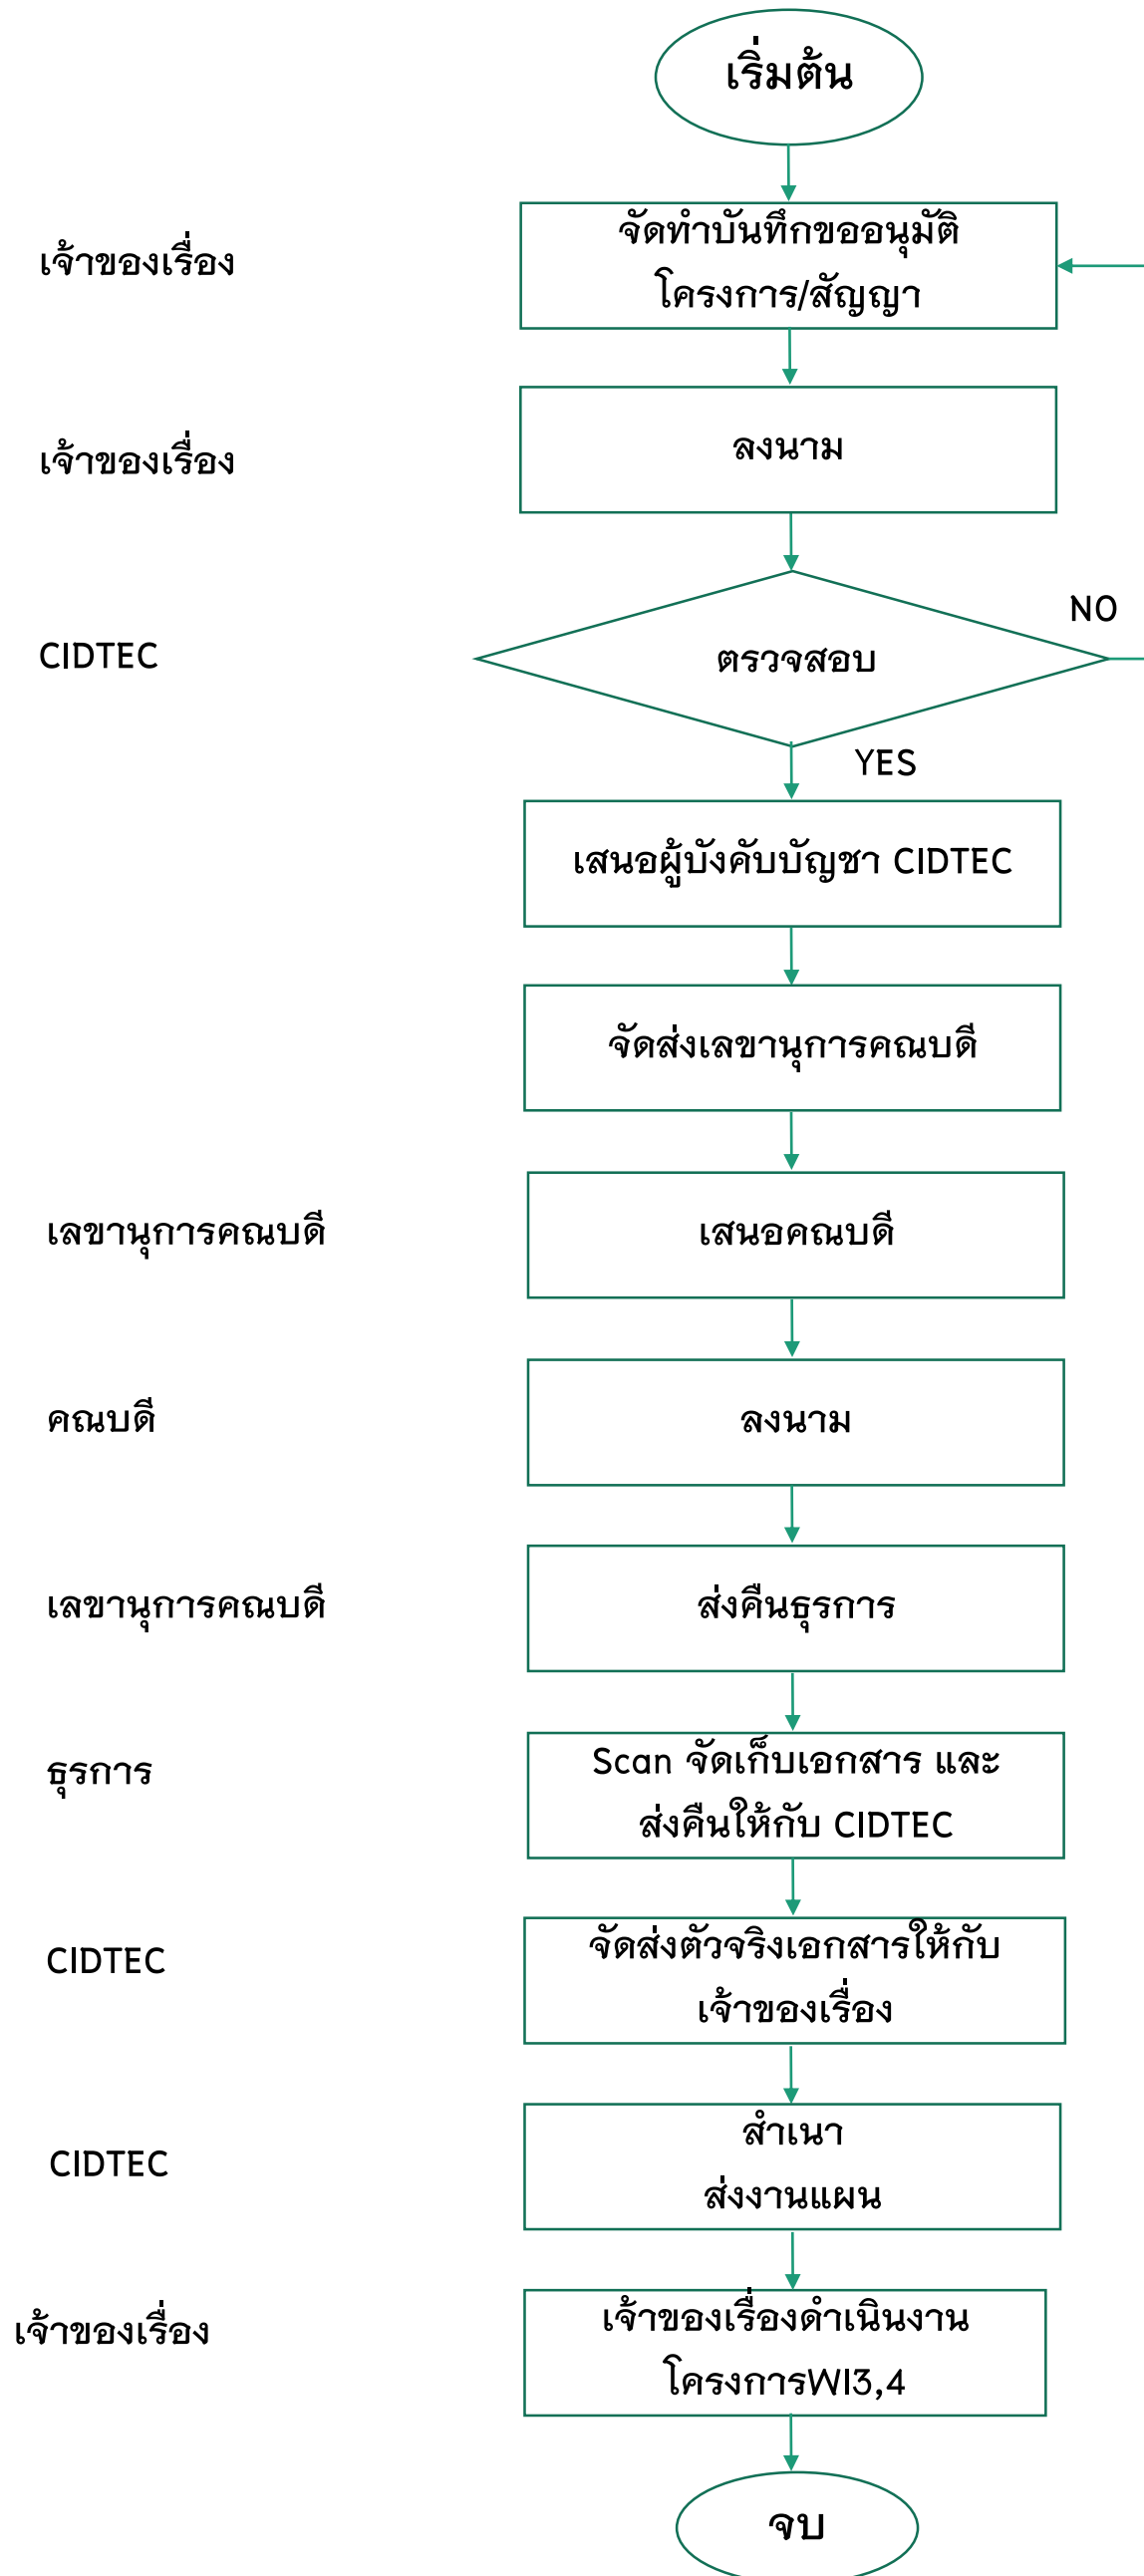 เริ่มต้น
จัดทำบันทึกขออนุมัติ
เจ้าของเรื่อง
โครงการ/สัญญา
ลงนาม
เจ้าของเรื่อง
NO
CIDTEC
ตรวจสอบ
YES
เสนอผู้บังคับบัญชา CIDTEC
จัดส่งเลขานุการคณบดี
เลขานุการคณบดี
เสนอคณบดี
คณบดี
ลงนาม
เลขานุการคณบดี
ส่งคืนธุรการ
ธุรการ
Scan จัดเก็บเอกสาร และ
ส่งคืนให้กับ CIDTEC
CIDTEC
จัดส่งตัวจริงเอกสารให้กับ
เจ้าของเรื่อง
CIDTEC
สำเนา
ส่งงานแผน
เจ้าของเรื่อง
เจ้าของเรื่องดำเนินงาน
โครงการWI3,4
จบ